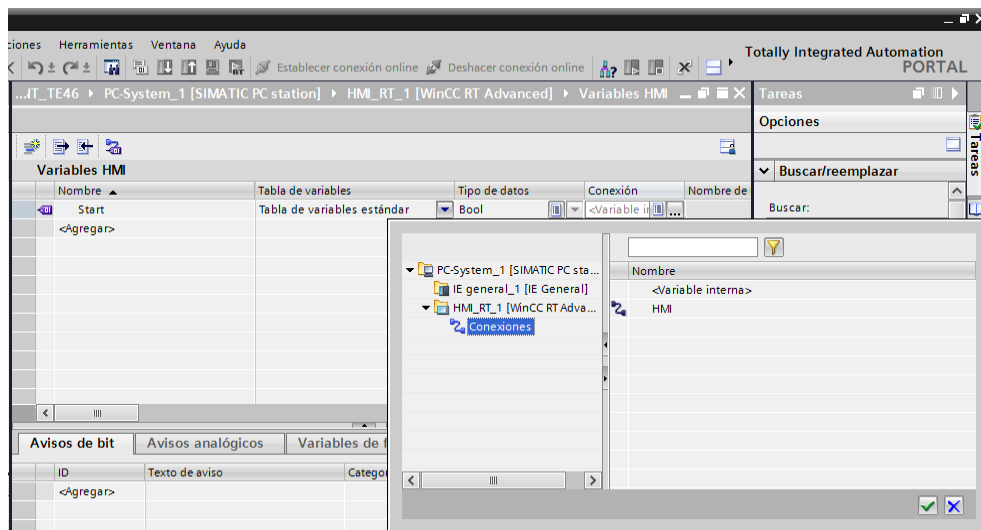 ciones Herramientas Ventana Ayuda
Establecer conexión online Deshacer conexión online
Totally Integrated Automation
PORTAL
...IT_TE46 PC-System_1 [SIMATIC PC station] HMI_RT_1 [WinCC RT Advanced] Variables HMI
Tareas
Opciones
Tareas
Buscar/reemplazar
Buscar:
Variables HMI
Nombre Tabla de variables Tipo de datos Conexión Nombre de
Start Tabla de variables estándar Bool <Variable in ...
<Agregar>
PC-System_1 [SIMATIC PC sta...
IE general_1 [IE General]
HMI_RT_1 [WinCC RT Adva...
Conexiones
Nombre
<Variable interna>
HMI
Avisos de bit Avisos analógicos Variables de f
ID Texto de aviso Categor
<Agregar>